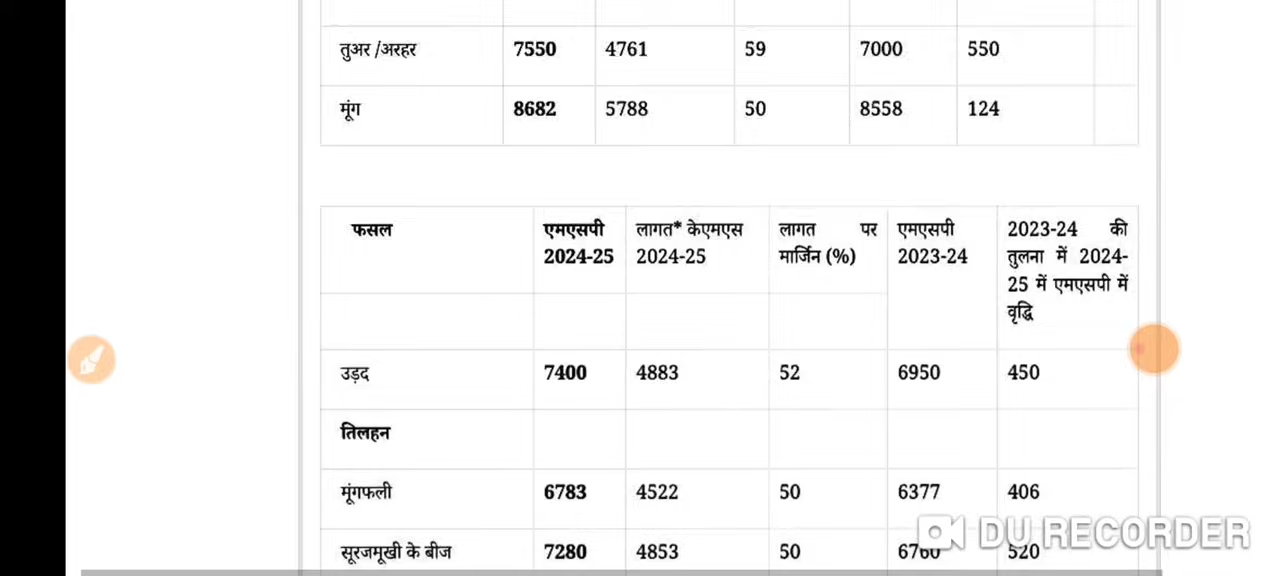 तुअर /अरहर 7550 4761 59 7000 550
मूंग 8682 5788 50 8558 124
फसल एमएसपी 2024-25 लागत* केएमएस 2024-25 लागत पर मार्जिन (%) एमएसपी 2023-24 2023-24 की तुलना में 2024-25 में एमएसपी में वृद्धि
उड़द 7400 4883 52 6950 450
तिलहन
मूंगफली 6783 4522 50 6377 406
DU RECORDER
सूरजमूखी के बीज 7280 4853 50 6760 520